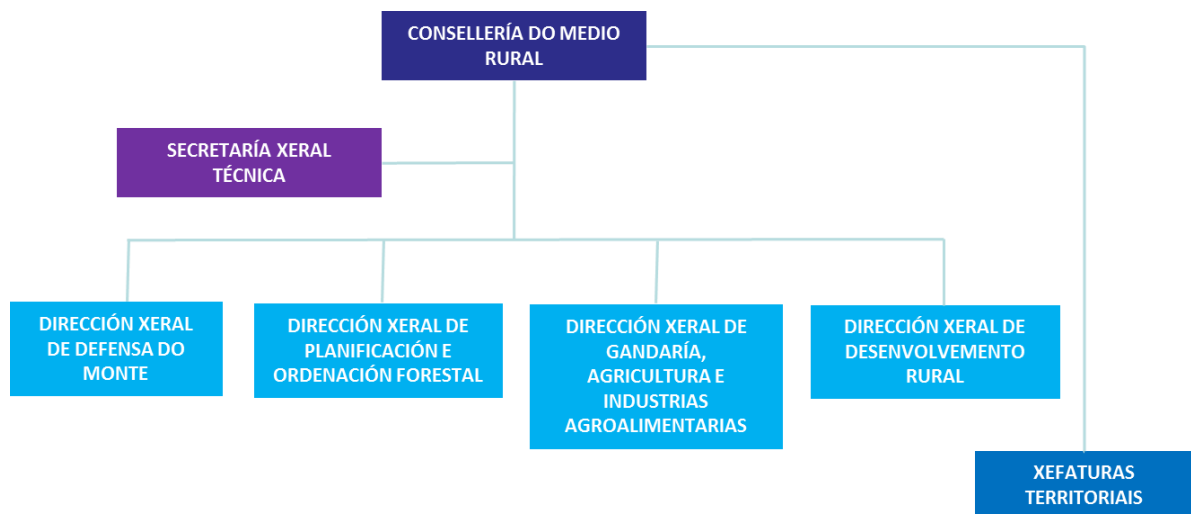 CONSELLERÍA DO MEDIO
RURAL
SECRETARÍA XERAL
TÉCNICA
DIRECCIÓN XERAL
DE DEFENSA DO
MONTE
DIRECCIÓN XERAL DE
PLANIFICACIÓN E
ORDENACIÓN FORESTAL
DIRECCIÓN XERAL DE
GANDARÍA,
AGRICULTURA E
INDUSTRIAS
AGROALIMENTARIAS
DIRECCIÓN XERAL DE
DESENVOLVEMENTO
RURAL
XEFATURAS
TERRITORIAIS